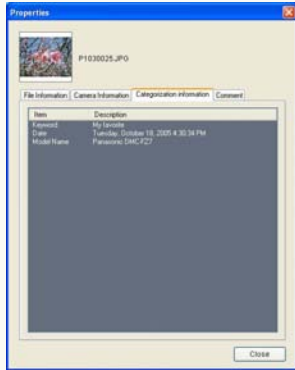 Properties
P1030025.JPG
File Information Camera Information Categorization information Comment
Item Description
Keyword My favorite
Date Tuesday, October 18, 2005 4:30:34 PM
Model Name Panasonic DMC-FZ7
Close